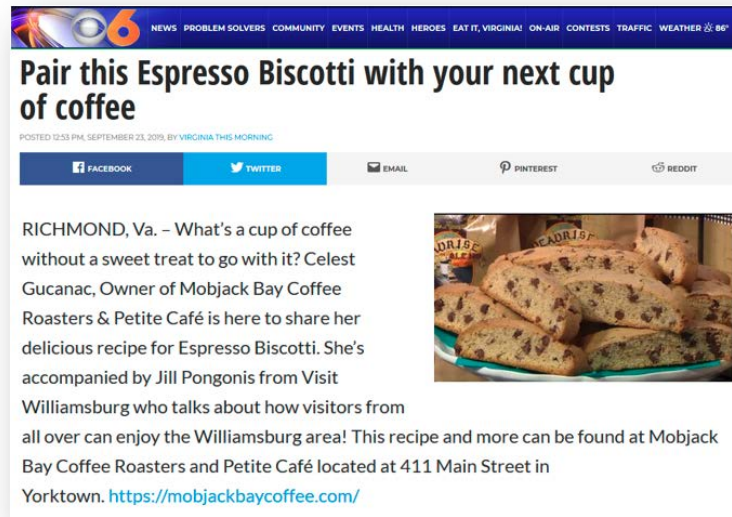 6
NEWS PROBLEM SOLVERS COMMUNITY EVENTS HEALTH HEROES EAT IT, VIRGINIA! ON-AIR CONTESTS TRAFFIC WEATHER 86°
Pair this Espresso Biscotti with your next cup
of coffee
POSTED 12:53 PM, SEPTEMBER 23, 2019, BY VIRGINIA THIS MORNING
FACEBOOK TWITTER EMAIL PINTEREST REDDIT
RICHMOND, Va. – What's a cup of coffee
without a sweet treat to go with it? Celest
Gucanac, Owner of Mobjack Bay Coffee
Roasters & Petite Café is here to share her
delicious recipe for Espresso Biscotti. She's
accompanied by Jill Pongonis from Visit
Williamsburg who talks about how visitors from
all over can enjoy the Williamsburg area! This recipe and more can be found at Mobjack
Bay Coffee Roasters and Petite Café located at 411 Main Street in
Yorktown. https://mobjackbaycoffee.com/